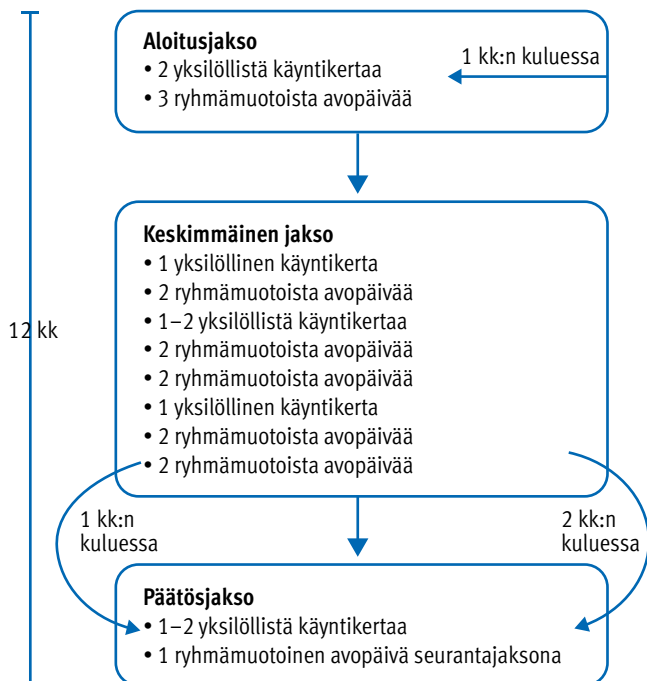 Aloitusjakso
• 2 yksilöllistä käyntikertaa
• 3 ryhmämuotoista avopäivää
1 kk:n kuluessa
Keskimmäinen jakso
• 1 yksilöllinen käyntikerta
• 2 ryhmämuotoista avopäivää
• 1–2 yksilöllistä käyntikertaa
• 2 ryhmämuotoista avopäivää
• 2 ryhmämuotoista avopäivää
• 1 yksilöllinen käyntikerta
• 2 ryhmämuotoista avopäivää
• 2 ryhmämuotoista avopäivää
12 kk
1 kk:n
kuluessa
2 kk:n
kuluessa
Päätösjakso
• 1–2 yksilöllistä käyntikertaa
• 1 ryhmämuotoinen avopäivä seurantajaksona